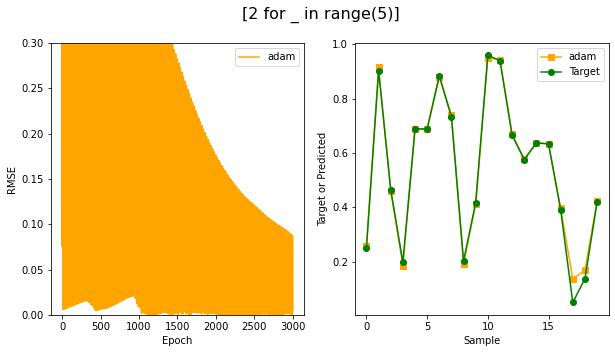 [2 for _ in range(5)]
0.30
0.25
0.20
0.15
0.10
0.05
0.00
RMSE
0 500 1000 1500 2000 2500 3000
Epoch
adam
1.0
0.8
0.6
0.4
0.2
Target or Predicted
0 5 10 15
Sample
adam
Target